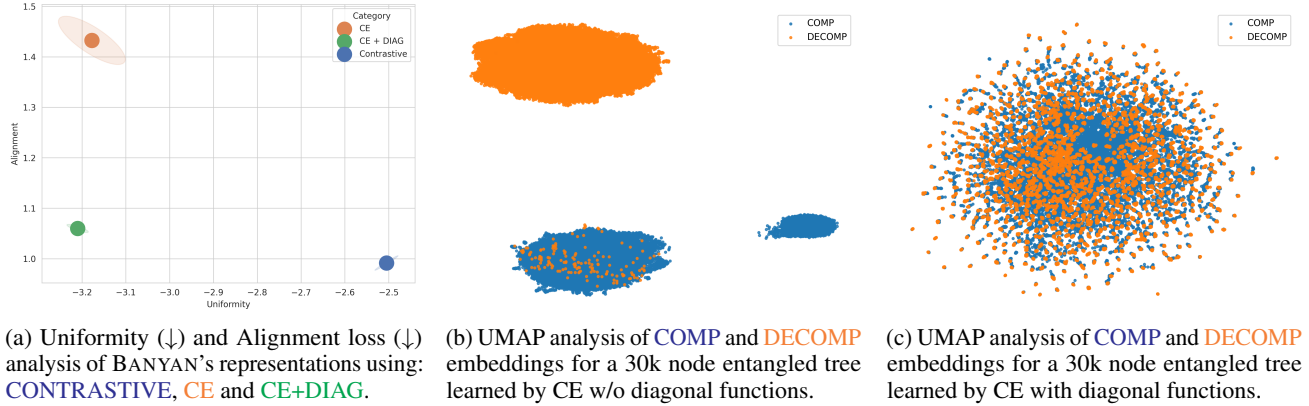 Category
CE
CE + DIAG
Contrastive
1.5
1.4
1.3
1.2
1.1
1.0
Alignment
−3.2
−3.1
−3.0
−2.9
−2.8
−2.7
−2.6
−2.5
Uniformity
COMP
DECOMP
COMP
DECOMP
(a) Uniformity (↓) and Alignment loss (↓)
analysis of BANYAN's representations using:
CONTRASTIVE, CE and CE+DIAG.
(b) UMAP analysis of COMP and DECOMP
embeddings for a 30k node entangled tree
learned by CE w/o diagonal functions.
(c) UMAP analysis of COMP and DECOMP
embeddings for a 30k node entangled tree
learned by CE with diagonal functions.